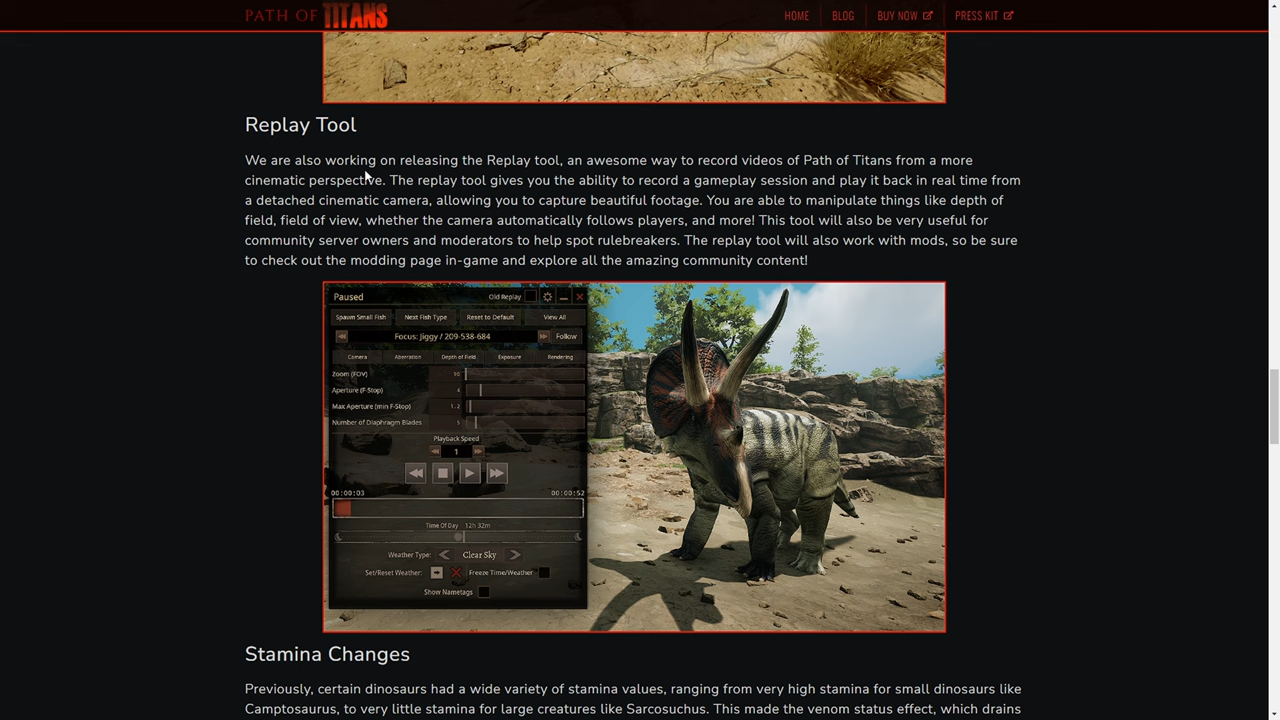 PATH OF TITANS
HOME
BLOG
BUY NOW
PRESS KIT
Replay Tool
We are also working on releasing the Replay tool, an awesome way to record videos of Path of Titans from a more
cinematic perspective. The replay tool gives you the ability to record a gameplay session and play it back in real time from
a detached cinematic camera, allowing you to capture beautiful footage. You are able to manipulate things like depth of
field, field of view, whether the camera automatically follows players, and more! This tool will also be very useful for
community server owners and moderators to help spot rulebreakers. The replay tool will also work with mods, so be sure
to check out the modding page in-game and explore all the amazing community content!
Paused
Old Replay
Spawn Small Fish
Next Fish Type
Reset to Default
View All
Focus: Jiggy / 209-538-684
Follow
Camera
Aberration
Depth of Field
Exposure
Rendering
Zoom (FOV) 90
Aperture (F-Stop) 4
Max Aperture (min F-Stop) 1.2
Number of Diaphragm Blades 5
Playback Speed
1
00:00:03
00:00:52
Time Of Day 12h 32m
Weather Type: Clear Sky
Set/Reset Weather:
Freeze Time/Weather
Show Nametags
Stamina Changes
Previously, certain dinosaurs had a wide variety of stamina values, ranging from very high stamina for small dinosaurs like
Camptosaurus, to very little stamina for large creatures like Sarcosuchus. This made the venom status effect, which drains